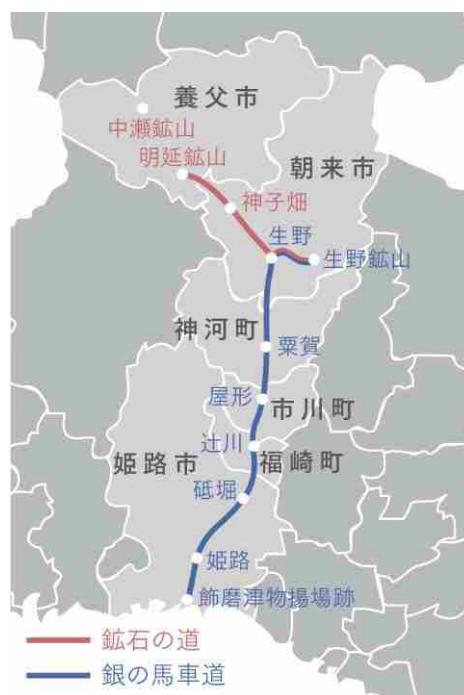 養父市
中瀬鉱山
明延鉱山
朝来市
神子畑
生野
生野鉱山
神河町
粟賀
屋形
市川町
辻川
姫路市
福崎町
砥堀
姫路
飾磨津物揚場跡
鉱石の道
銀の馬車道